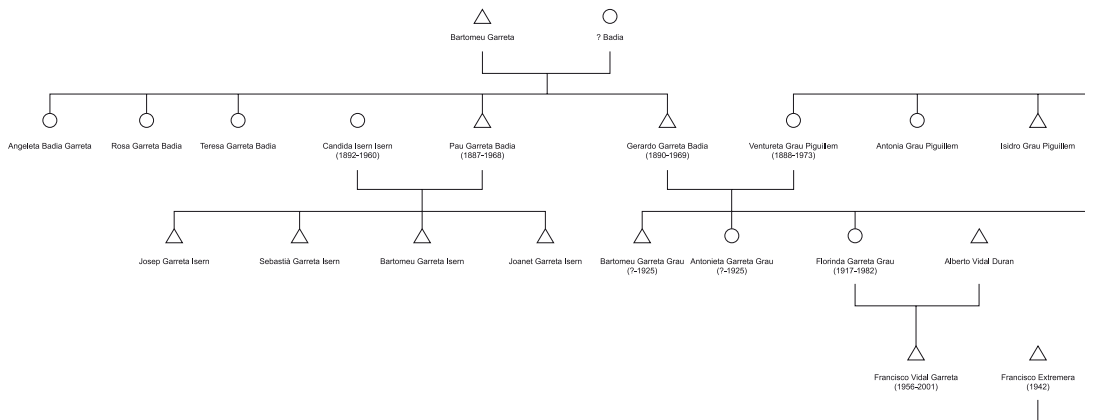 Bartomeu Garreta
? Badia
Angeleta Badia Garreta
Rosa Garreta Badia
Teresa Garreta Badia
Candida Isern Isern
(1892-1960)
Pau Garreta Badia
(1887-1968)
Gerardo Garreta Badia
(1890-1969)
Ventureta Grau Piguillem
(1888-1973)
Antonia Grau Piguillem
Isidro Grau Piguillem
Josep Garreta Isern
Sebastià Garreta Isern
Bartomeu Garreta Isern
Joanet Garreta Isern
Bartomeu Garreta Grau
(?-1925)
Antonieta Garreta Grau
(?-1925)
Florinda Garreta Grau
(1917-1982)
Alberto Vidal Duran
Francisco Vidal Garreta
(1956-2001)
Francisco Extremera
(1942)